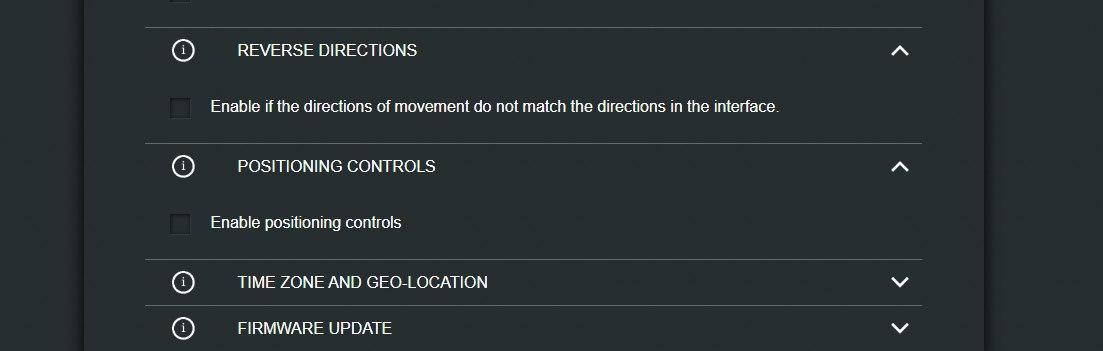 REVERSE DIRECTIONS
Enable if the directions of movement do not match the directions in the interface.
POSITIONING CONTROLS
Enable positioning controls
TIME ZONE AND GEO-LOCATION
FIRMWARE UPDATE